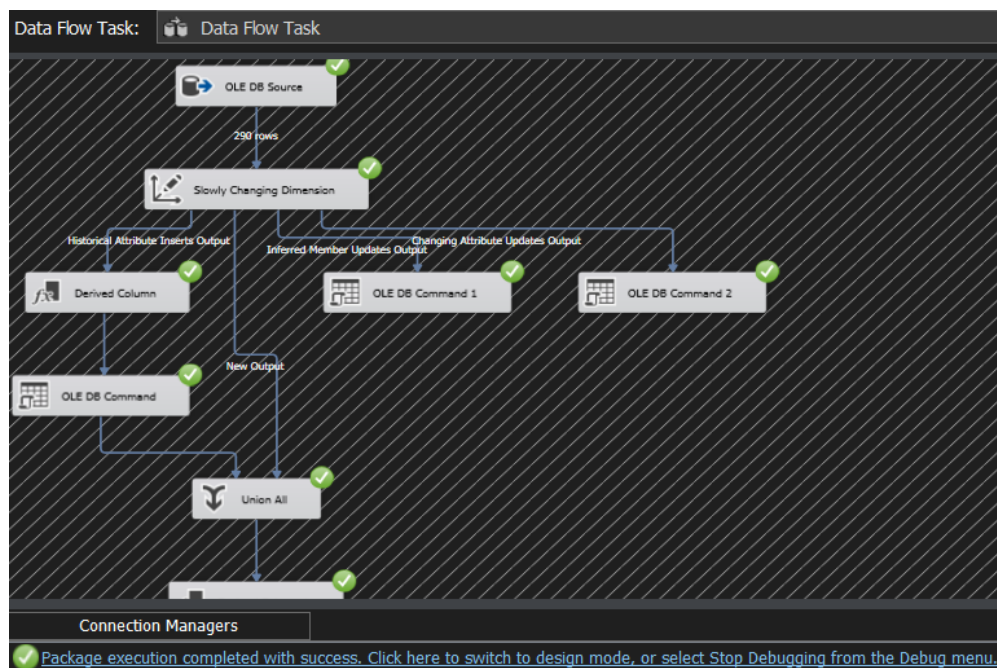 Data Flow Task: Data Flow Task
OLE DB Source
290 rows
Slowly Changing Dimension
Historical Attribute Inserts Output
Changing Attribute Updates Output
Inferred Member Updates Output
fx Derived Column
OLE DB Command 1
OLE DB Command 2
New Output
OLE DB Command
Union All
Connection Managers
Package execution completed with success. Click here to switch to design mode, or select Stop Debugging from the Debug menu